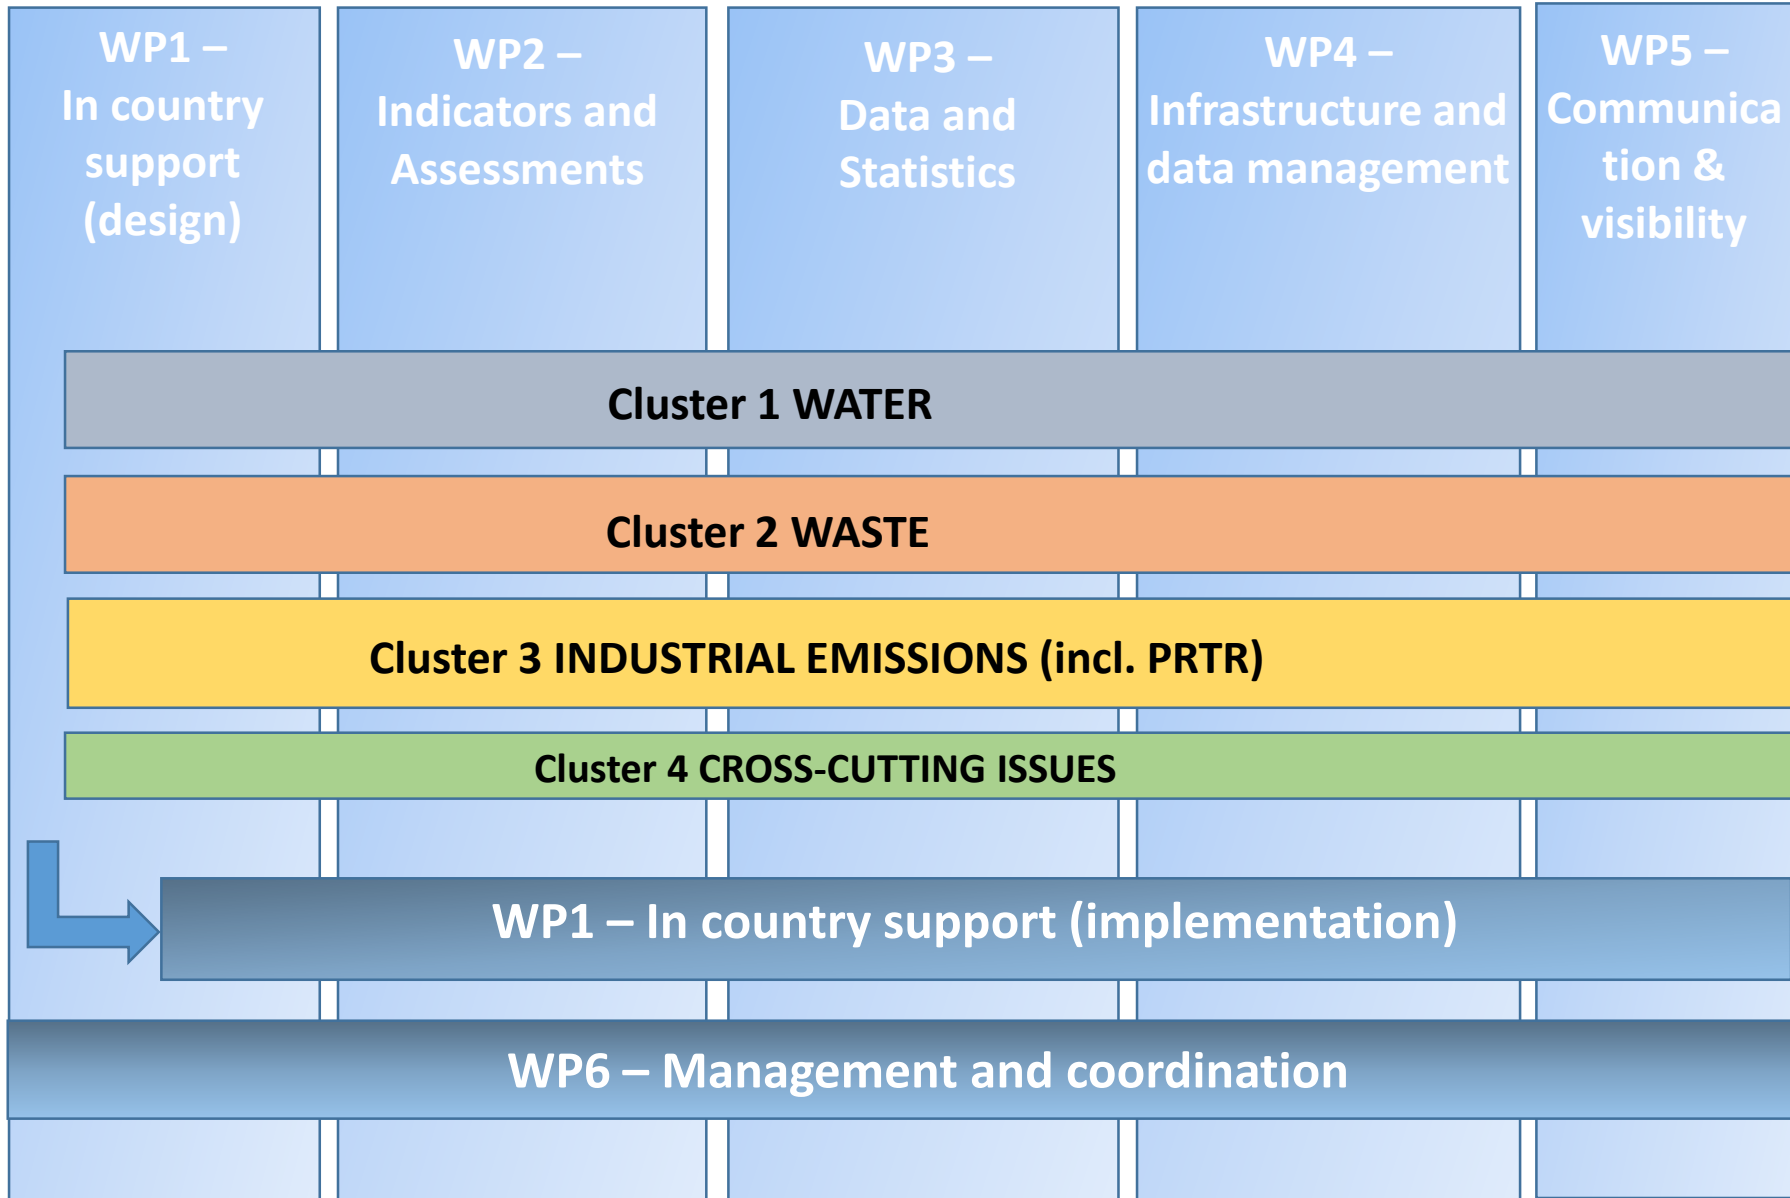 WP1 –
In country
support
(design)
WP2 –
Indicators and
Assessments
WP3 –
Data and
Statistics
WP4 –
Infrastructure and
data management
WP5 –
Communica
tion &
visibility
Cluster 1 WATER
Cluster 2 WASTE
Cluster 3 INDUSTRIAL EMISSIONS (incl. PRTR)
Cluster 4 CROSS-CUTTING ISSUES
WP1 – In country support (implementation)
WP6 – Management and coordination